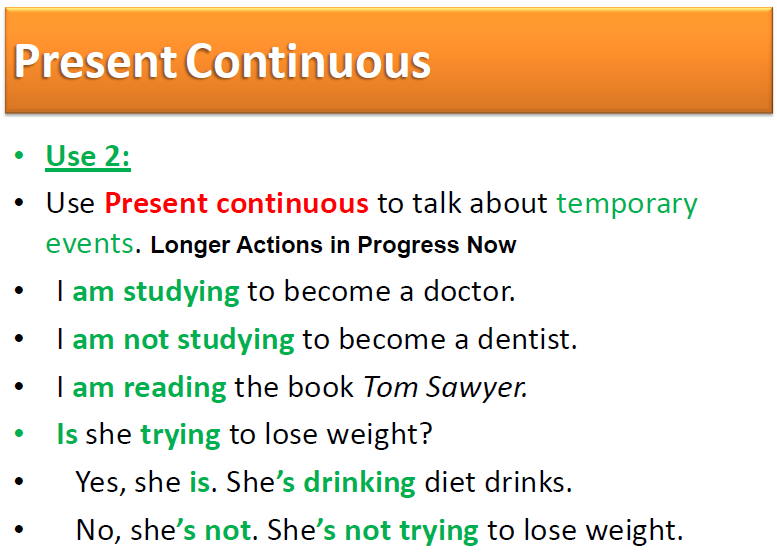 Present Continuous
• Use 2:
• Use Present continuous to talk about temporary
events. Longer Actions in Progress Now
• I am studying to become a doctor.
• I am not studying to become a dentist.
• I am reading the book Tom Sawyer.
• Is she trying to lose weight?
• Yes, she is. She’s drinking diet drinks.
• No, she’s not. She’s not trying to lose weight.